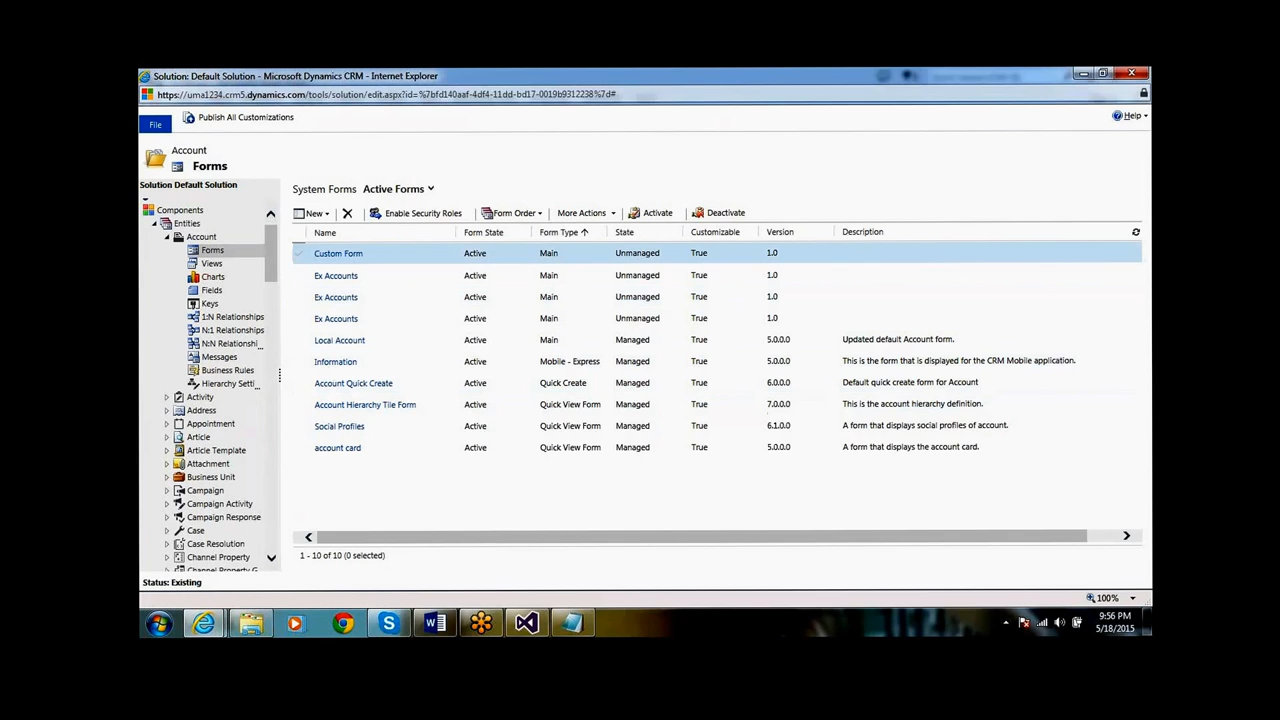 Solution: Default Solution - Microsoft Dynamics CRM - Internet Explorer
https://uma1234.crm5.dynamics.com/tools/solution/edit.aspx?id=%7bfd140aaf-4df4-11dd-bd17-0019b9312238%7d#
File
Publish All Customizations
Help
Account
Forms
Solution Default Solution
Components
Entities
Account
Forms
Views
Charts
Fields
Keys
1:N Relationships
N:1 Relationships
N:N Relationshi...
Messages
Business Rules
Hierarchy Setti...
Activity
Address
Appointment
Article
Article Template
Attachment
Business Unit
Campaign
Campaign Activity
Campaign Response
Case
Case Resolution
Channel Property
Channel Property G...
System Forms Active Forms
New Enable Security Roles Form Order More Actions Activate Deactivate
Name Form State Form Type State Customizable Version Description
Custom Form Active Main Unmanaged True 1.0
Ex Accounts Active Main Unmanaged True 1.0
Ex Accounts Active Main Unmanaged True 1.0
Ex Accounts Active Main Unmanaged True 1.0
Local Account Active Main Managed True 5.0.0.0 Updated default Account form.
Information Active Mobile - Express Managed True 5.0.0.0 This is the form that is displayed for the CRM Mobile application.
Account Quick Create Active Quick Create Managed True 6.0.0.0 Default quick create form for Account
Account Hierarchy Tile Form Active Quick View Form Managed True 7.0.0.0 This is the account hierarchy definition.
Social Profiles Active Quick View Form Managed True 6.1.0.0 A form that displays social profiles of account.
account card Active Quick View Form Managed True 5.0.0.0 A form that displays the account card.
1 - 10 of 10 (0 selected)
Status: Existing
100%
9:56 PM
5/18/2015